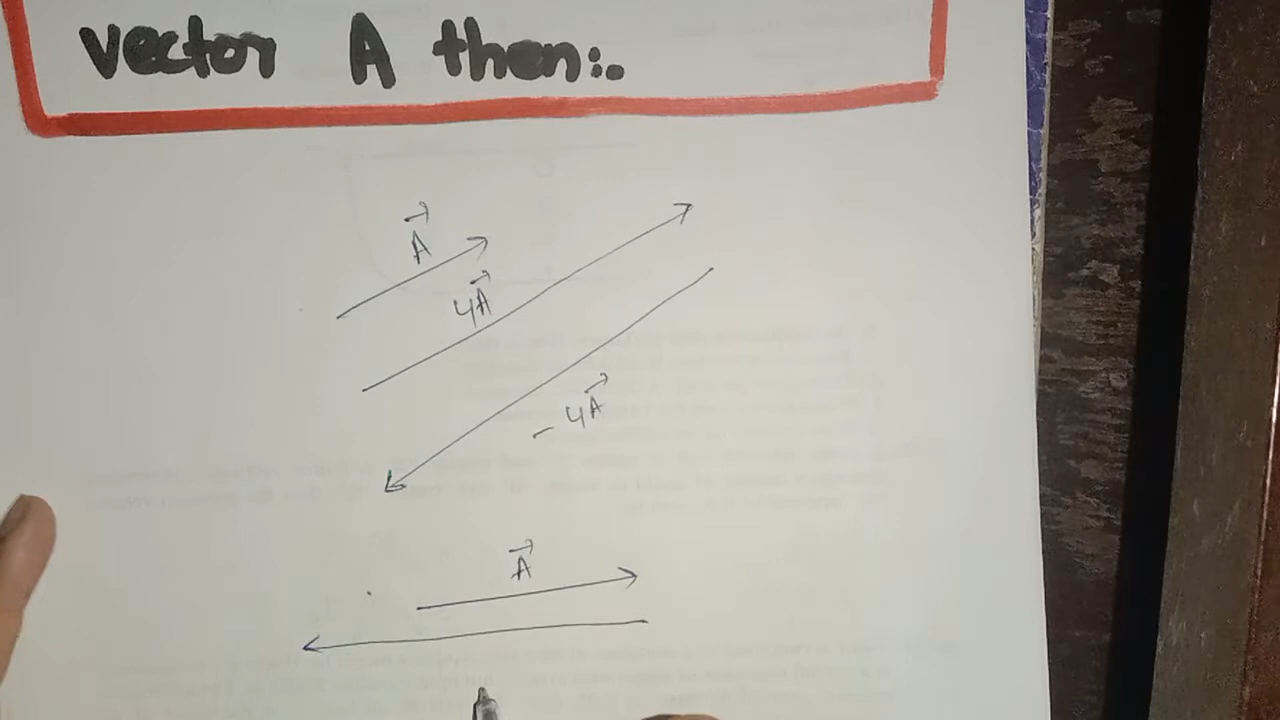 vector A then:.
A⃗
4A⃗
- 4A⃗
A⃗